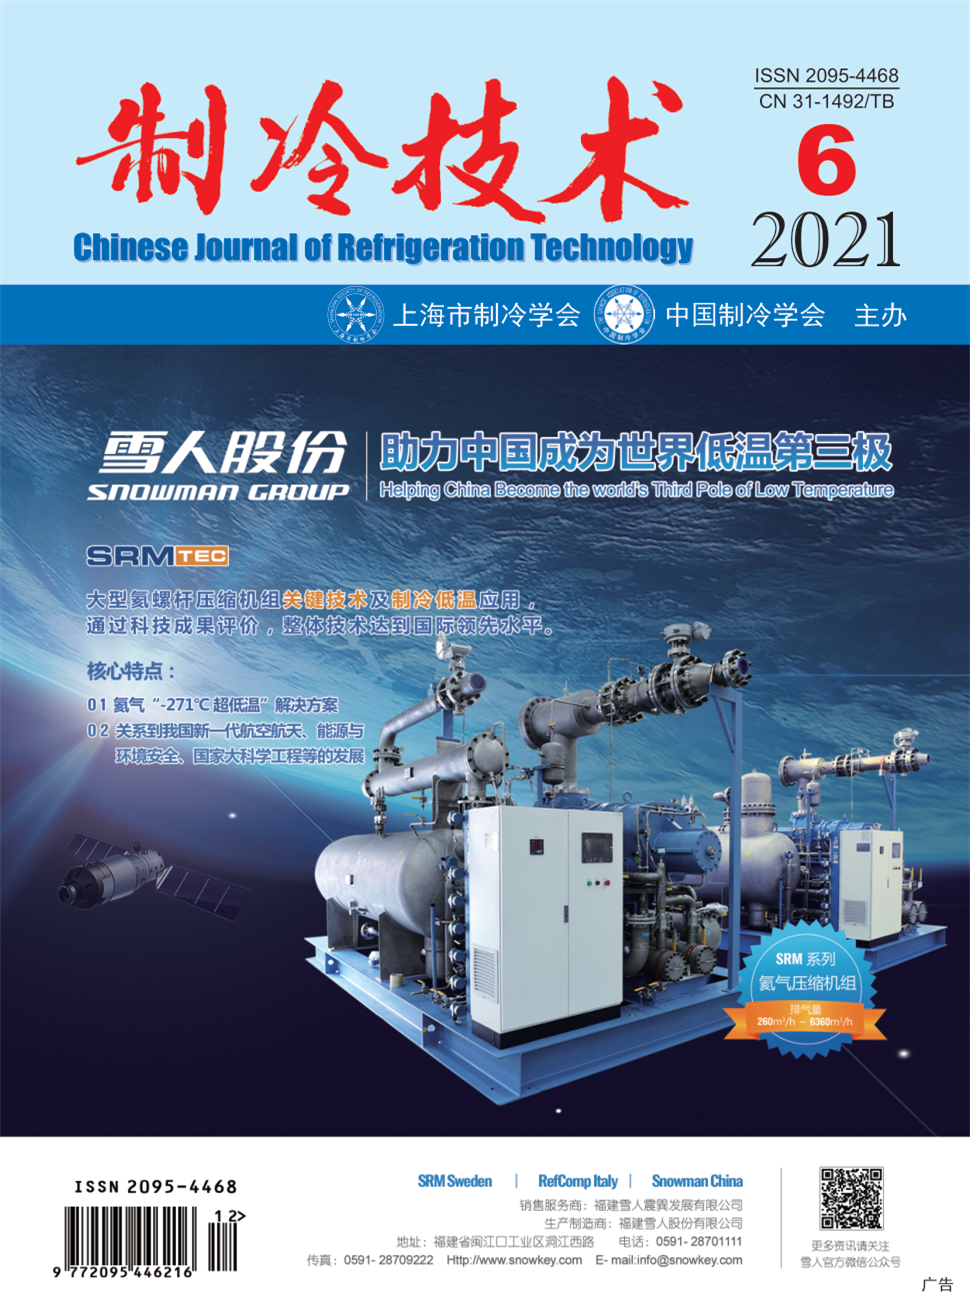 ISSN 2095-4468
CN 31-1492/TB
制冷技术
6
2021
Chinese Journal of Refrigeration Technology
上海市制冷学会 中国制冷学会 主办
雪人股份
SNOWMAN GROUP
助力中国成为世界低温第三极
Helping China Become the world's Third Pole of Low Temperature
SRMTEC
大型氦螺杆压缩机组关键技术及制冷低温应用，
通过科技成果评价，整体技术达到国际领先水平。
核心特点：
01 氦气“-271℃ 超低温”解决方案
02 关系到我国新一代航空航天、能源与
环境安全、国家大科学工程等的发展
SRM 系列
氦气压缩机组
排气量
260m³/h ~ 6360m³/h
ISSN 2095-4468
12>
9 772095 446216
SRM Sweden | RefComp Italy | Snowman China
销售服务商：福建雪人震巽发展有限公司
生产制造商：福建雪人股份有限公司
地址：福建省闽江口工业区洞江西路 电话：0591- 28701111
传真：0591- 28709222 Http://www.snowkey.com E- mail:info@snowkey.com
更多资讯请关注
雪人官方微信公众号
广告